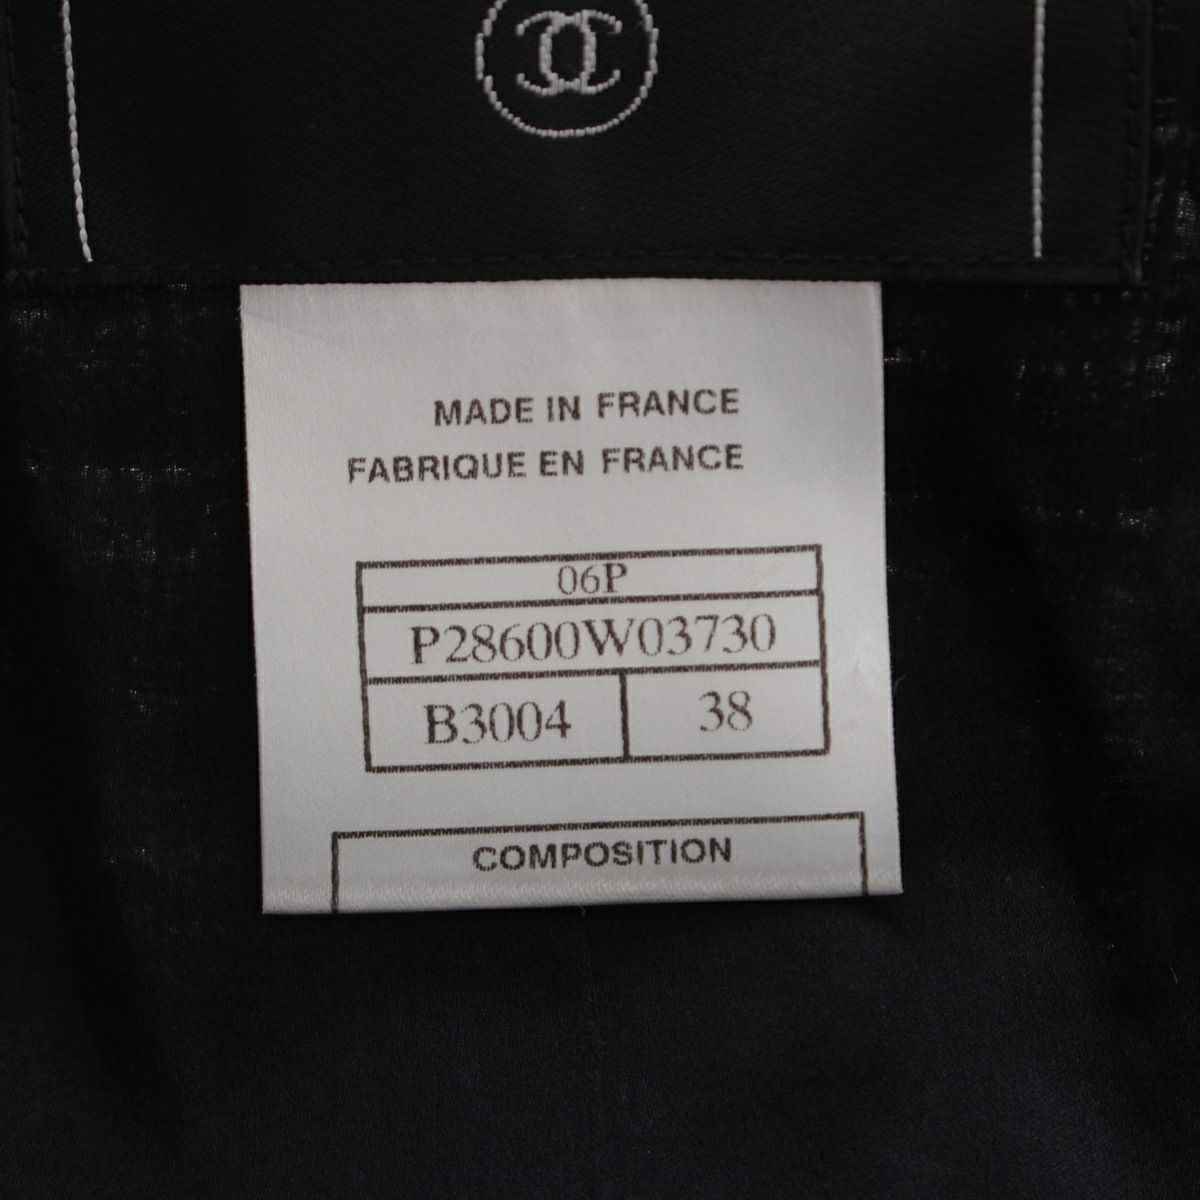 MADE IN FRANCE
FABRIQUE EN FRANCE
06P
P28600W03730
B3004 38
COMPOSITION